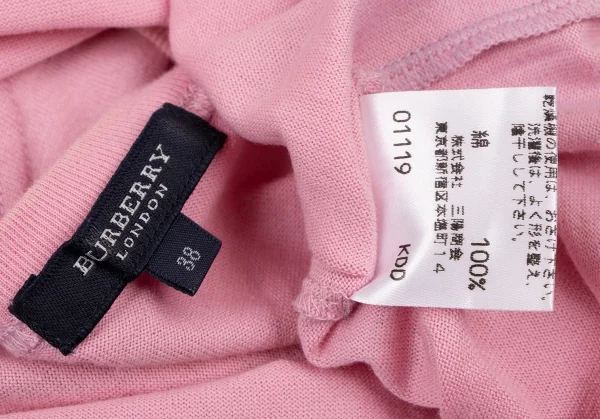 BURBERRY
LONDON
38
乾燥機の使用は、おさけ下さい。
洗濯後は、よく形を整え、
陰干しして下さい。
綿 100%
株式会社 三陽商会
東京都新宿区本塩町14
01119 KDD